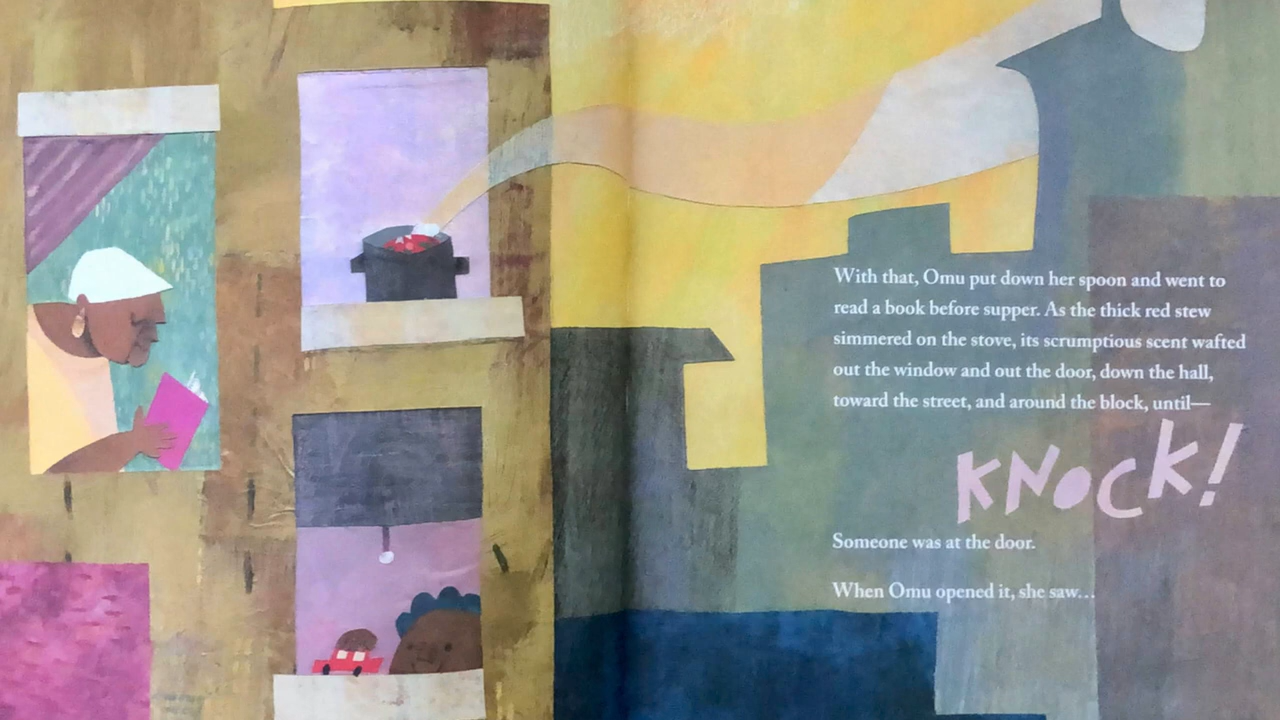 With that, Omu put down her spoon and went to
read a book before supper. As the thick red stew
simmered on the stove, its scrumptious scent wafted
out the window and out the door, down the hall,
toward the street, and around the block, until—
KNOCK!
Someone was at the door.
When Omu opened it, she saw...